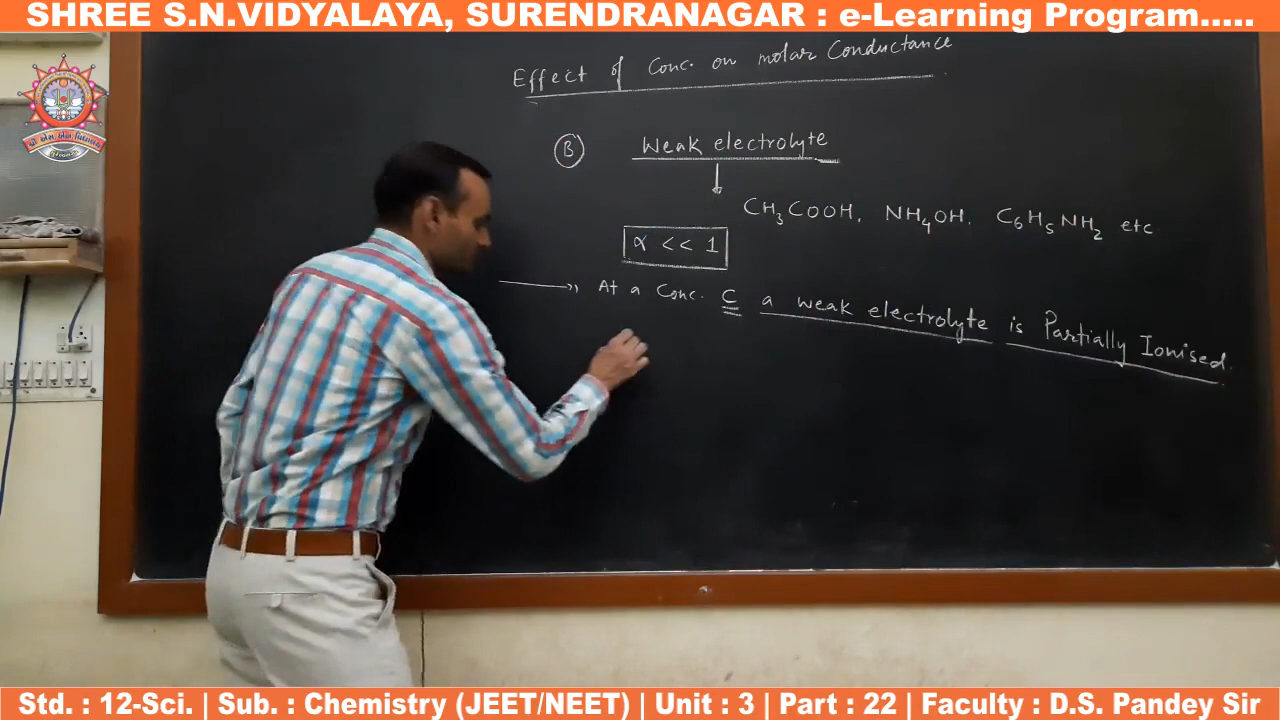 SHREE S.N.VIDYALAYA, SURENDRANAGAR : e-Learning Program.....
Effect of Conc. on molar Conductance
B Weak electrolyte
CH3COOH, NH4OH, C6H5NH2 etc
α << 1
At a Conc. C a weak electrolyte is Partially Ionised.
Std. : 12-Sci. | Sub. : Chemistry (JEET/NEET) | Unit : 3 | Part : 22 | Faculty : D.S. Pandey Sir